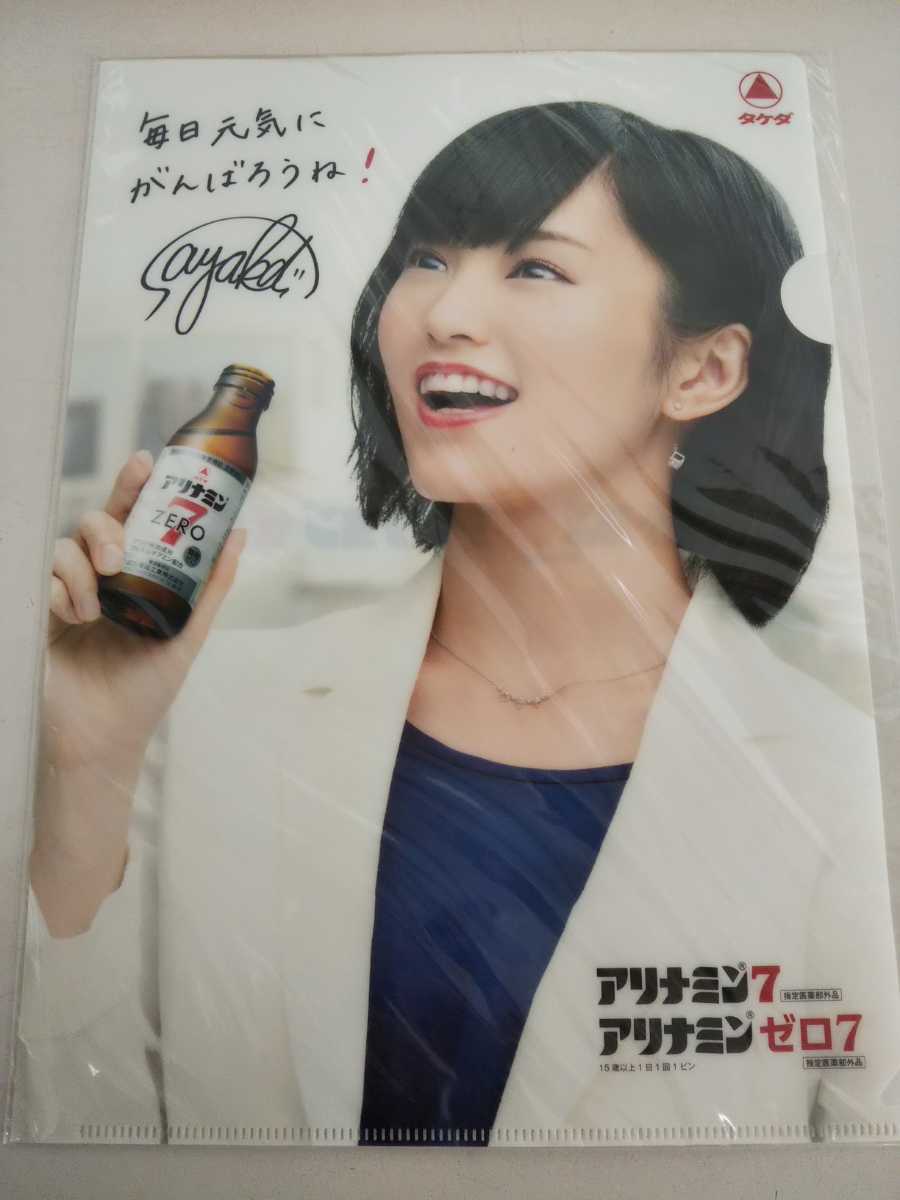 毎日元気に
がんばろうね!
Sayaka
タケダ
アリナミン
7
ZERO
アリナミン®7 指定医薬部外品
アリナミン®ゼロ7
指定医薬部外品
15歳以上1日1回1ビン